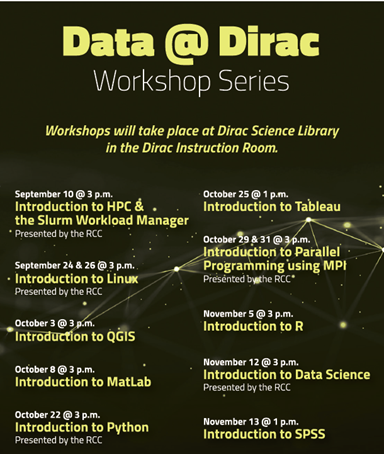 Data @ Dirac
Workshop Series
Workshops will take place at Dirac Science Library
in the Dirac Instruction Room.
September 10 @ 3 p.m.
Introduction to HPC &
the Slurm Workload Manager
Presented by the RCC
September 24 & 26 @ 3 p.m.
Introduction to Linux
Presented by the RCC
October 3 @ 3 p.m.
Introduction to QGIS
October 8 @ 3 p.m.
Introduction to MatLab
October 22 @ 3 p.m.
Introduction to Python
Presented by the RCC
October 25 @ 1 p.m.
Introduction to Tableau
October 29 & 31 @ 3 p.m.
Introduction to Parallel
Programming using MPI
Presented by the RCC
November 5 @ 3 p.m.
Introduction to R
November 12 @ 3 p.m.
Introduction to Data Science
Presented by the RCC
November 13 @ 1 p.m.
Introduction to SPSS